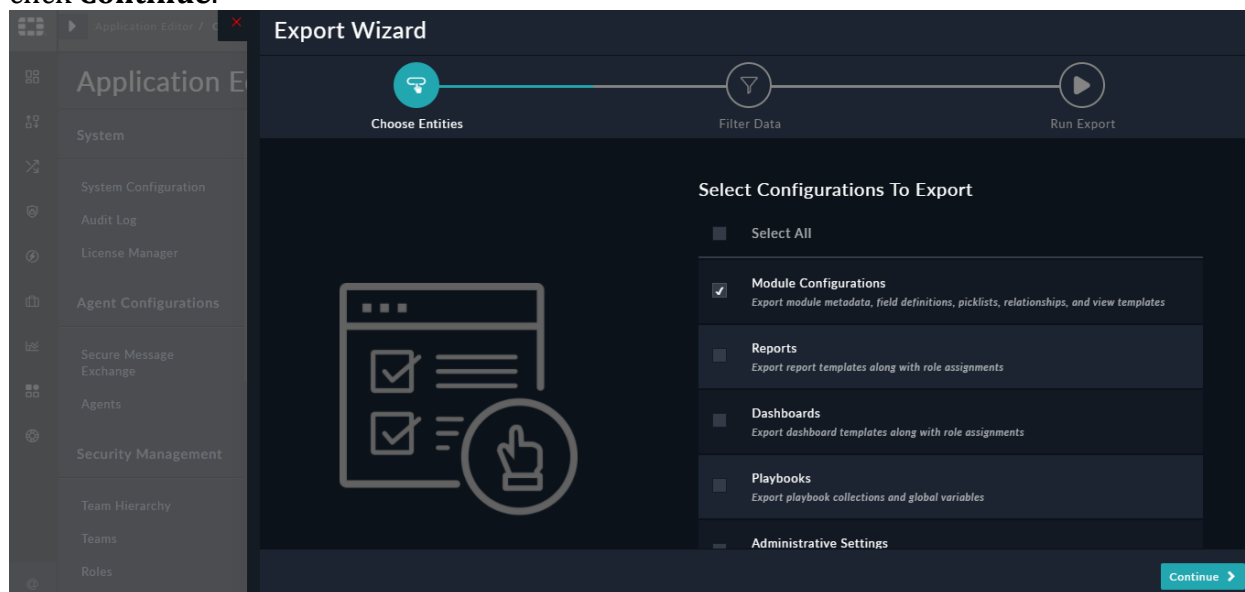 click Continue.
Application Editor / C
Export Wizard
Application E
Choose Entities
Filter Data
Run Export
System
System Configuration
Audit Log
License Manager
Agent Configurations
Secure Message
Exchange
Agents
Security Management
Team Hierarchy
Teams
Roles
Select Configurations To Export
Select All
Module Configurations
Export module metadata, field definitions, picklists, relationships, and view templates
Reports
Export report templates along with role assignments
Dashboards
Export dashboard templates along with role assignments
Playbooks
Export playbook collections and global variables
Administrative Settings
Continue